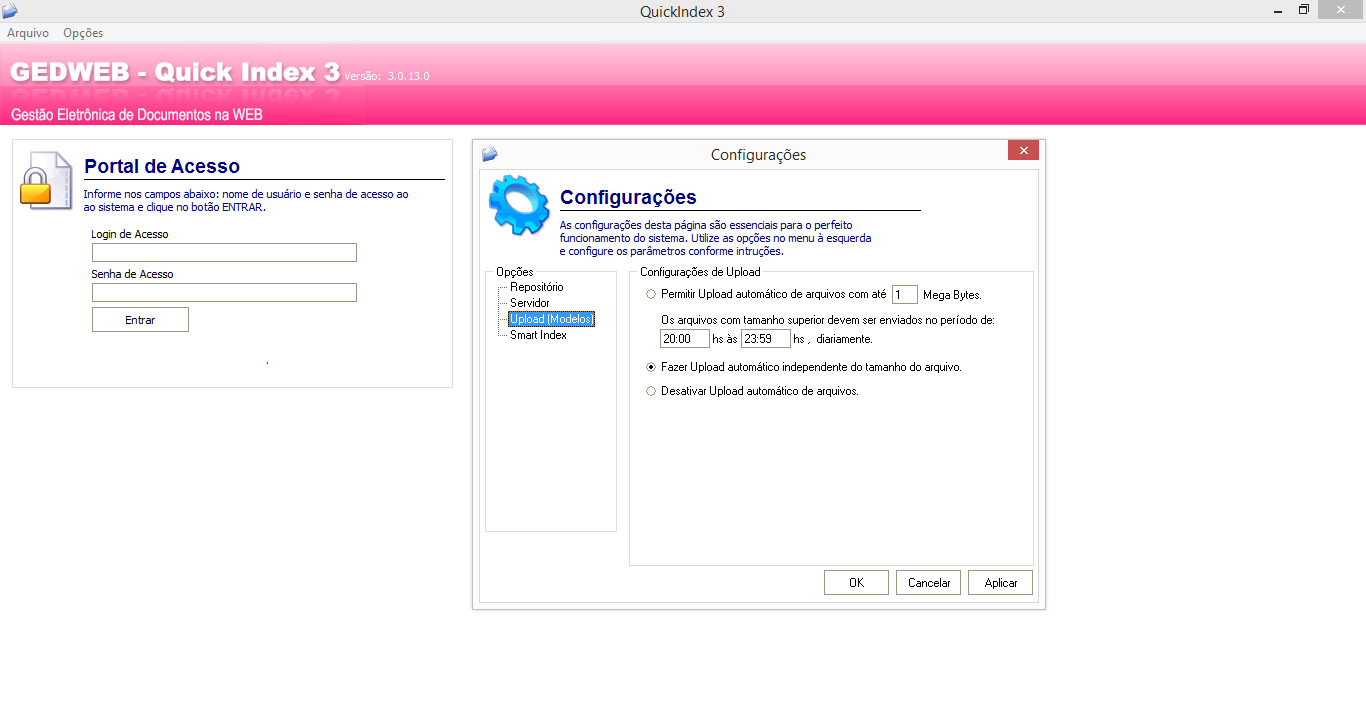 QuickIndex 3
Arquivo Opções
GEDWEB - Quick Index 3 Versão: 3.0.13.0
Gestão Eletrônica de Documentos na WEB
Portal de Acesso
Informe nos campos abaixo: nome de usuário e senha de acesso ao
ao sistema e clique no botão ENTRAR.
Login de Acesso
Senha de Acesso
Entrar
.
Configurações
Configurações
As configurações desta página são essenciais para o perfeito
funcionamento do sistema. Utilize as opções no menu à esquerda
e configure os parâmetros conforme intruções.
Opções
Repositório
Servidor
Upload (Modelos)
Smart Index
Configurações de Upload
Permitir Upload automático de arquivos com até 1 Mega Bytes.
Os arquivos com tamanho superior devem ser enviados no período de:
20:00 hs às 23:59 hs , diariamente.
Fazer Upload automático independente do tamanho do arquivo.
Desativar Upload automático de arquivos.
OK Cancelar Aplicar